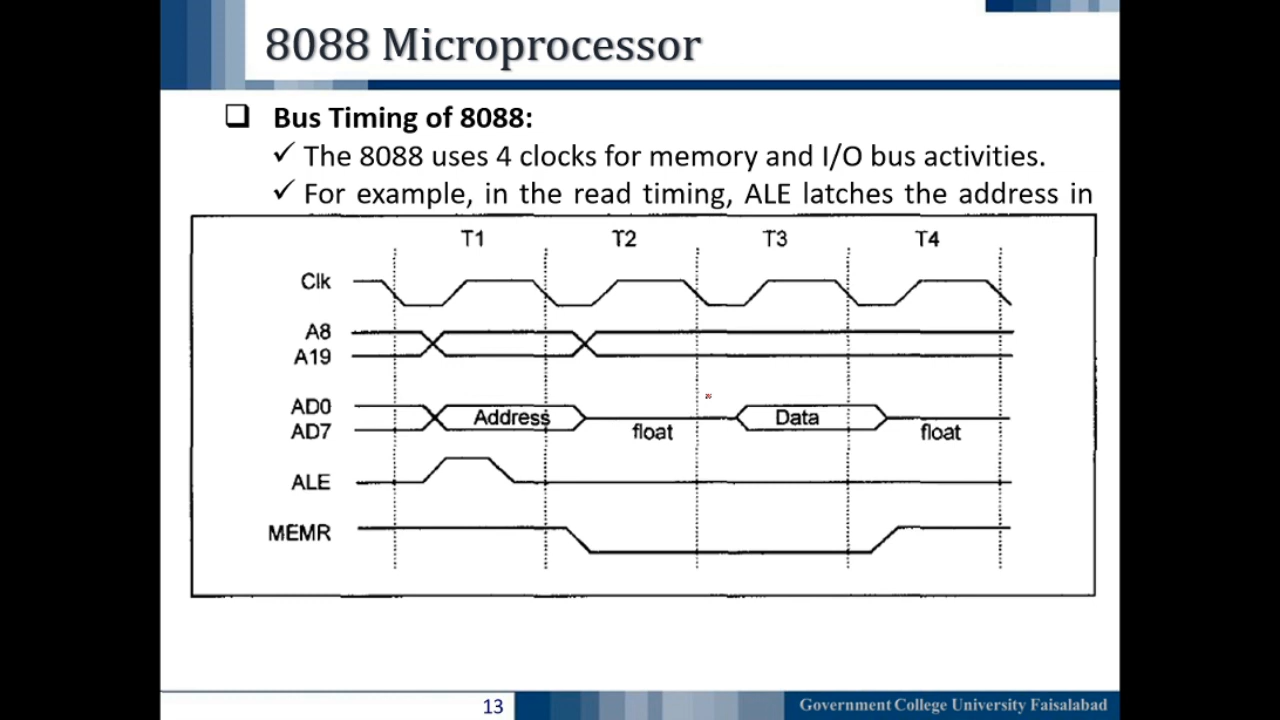 8088 Microprocessor
❑ Bus Timing of 8088:
✓ The 8088 uses 4 clocks for memory and I/O bus activities.
✓ For example, in the read timing, ALE latches the address in
T1 T2 T3 T4
Clk
A8
A19
AD0
AD7
Address
float
Data
float
ALE
MEMR
13
Government College University Faisalabad